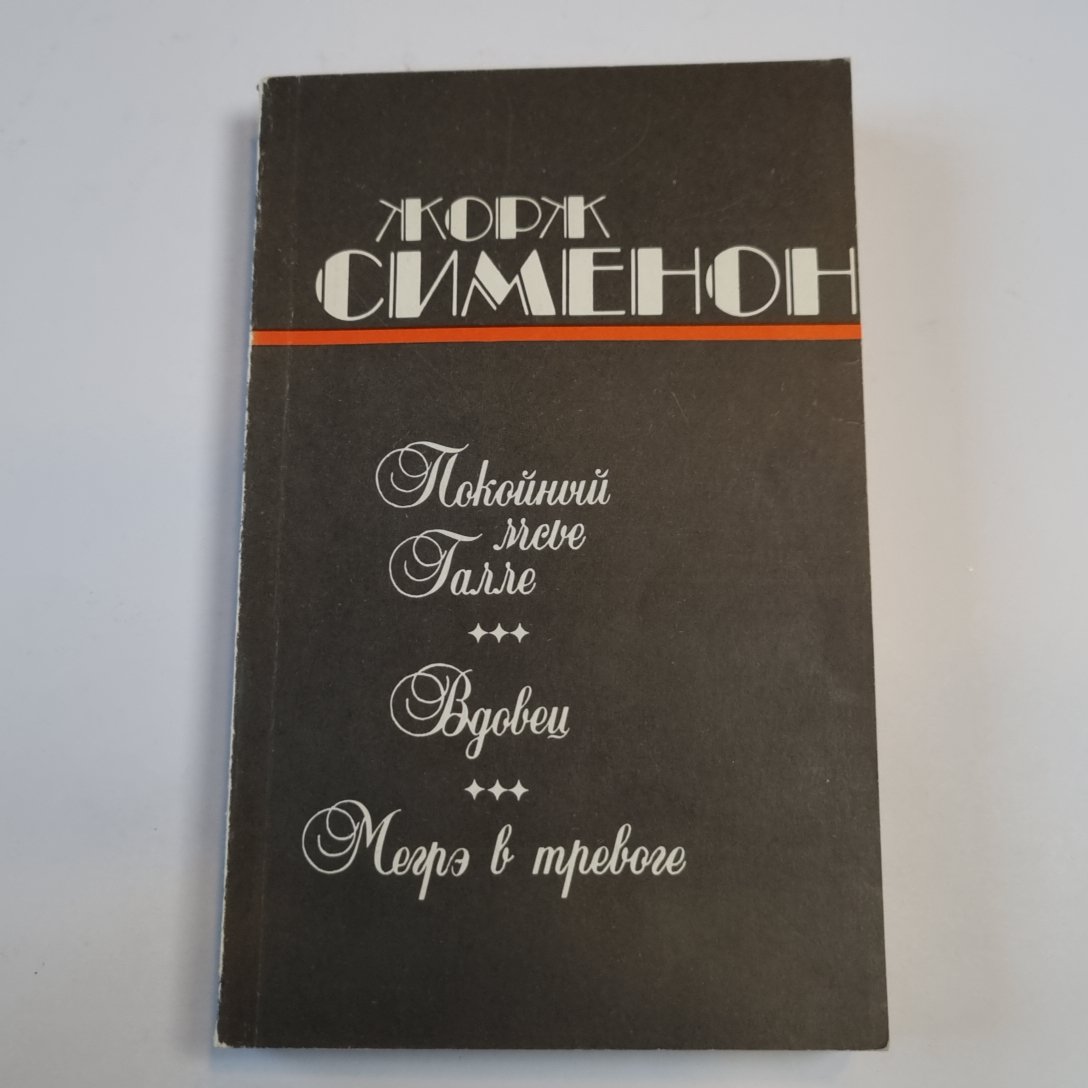 ЖОРЖ
СИМЕНОН
Покойный
мсье
Галле
Вдовец
Мегрэ в тревоге